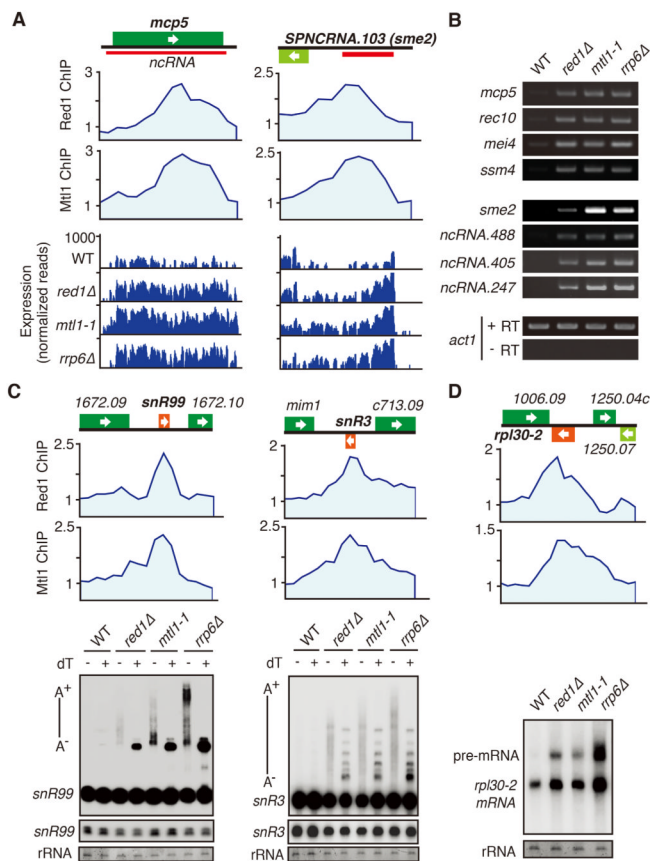 A
mcp5
ncRNA
SPNCRNA.103 (sme2)
Red1 ChIP
3
1
2.5
1
Mtl1 ChIP
3
1
2.5
1
Expression
(normalized reads)
1000
WT
red1Δ
mtl1-1
rrp6Δ
B
WT
red1Δ
mtl1-1
rrp6Δ
mcp5
rec10
mei4
ssm4
sme2
ncRNA.488
ncRNA.405
ncRNA.247
act1
+ RT
- RT
C
1672.09
snR99
1672.10
mim1
snR3
c713.09
Red1 ChIP
2.5
1
2.5
1
Mtl1 ChIP
2.5
1
2.5
1
WT
red1Δ
mtl1-1
rrp6Δ
- + - + - + - +
dT
A+
A-
snR99
snR99
rRNA
WT
red1Δ
mtl1-1
rrp6Δ
- + - + - + - +
dT
A+
A-
snR3
snR3
rRNA
D
1006.09
1250.04c
rpl30-2
1250.07
2
1
1.5
1
WT
red1Δ
mtl1-1
rrp6Δ
pre-mRNA
rpl30-2
mRNA
rRNA